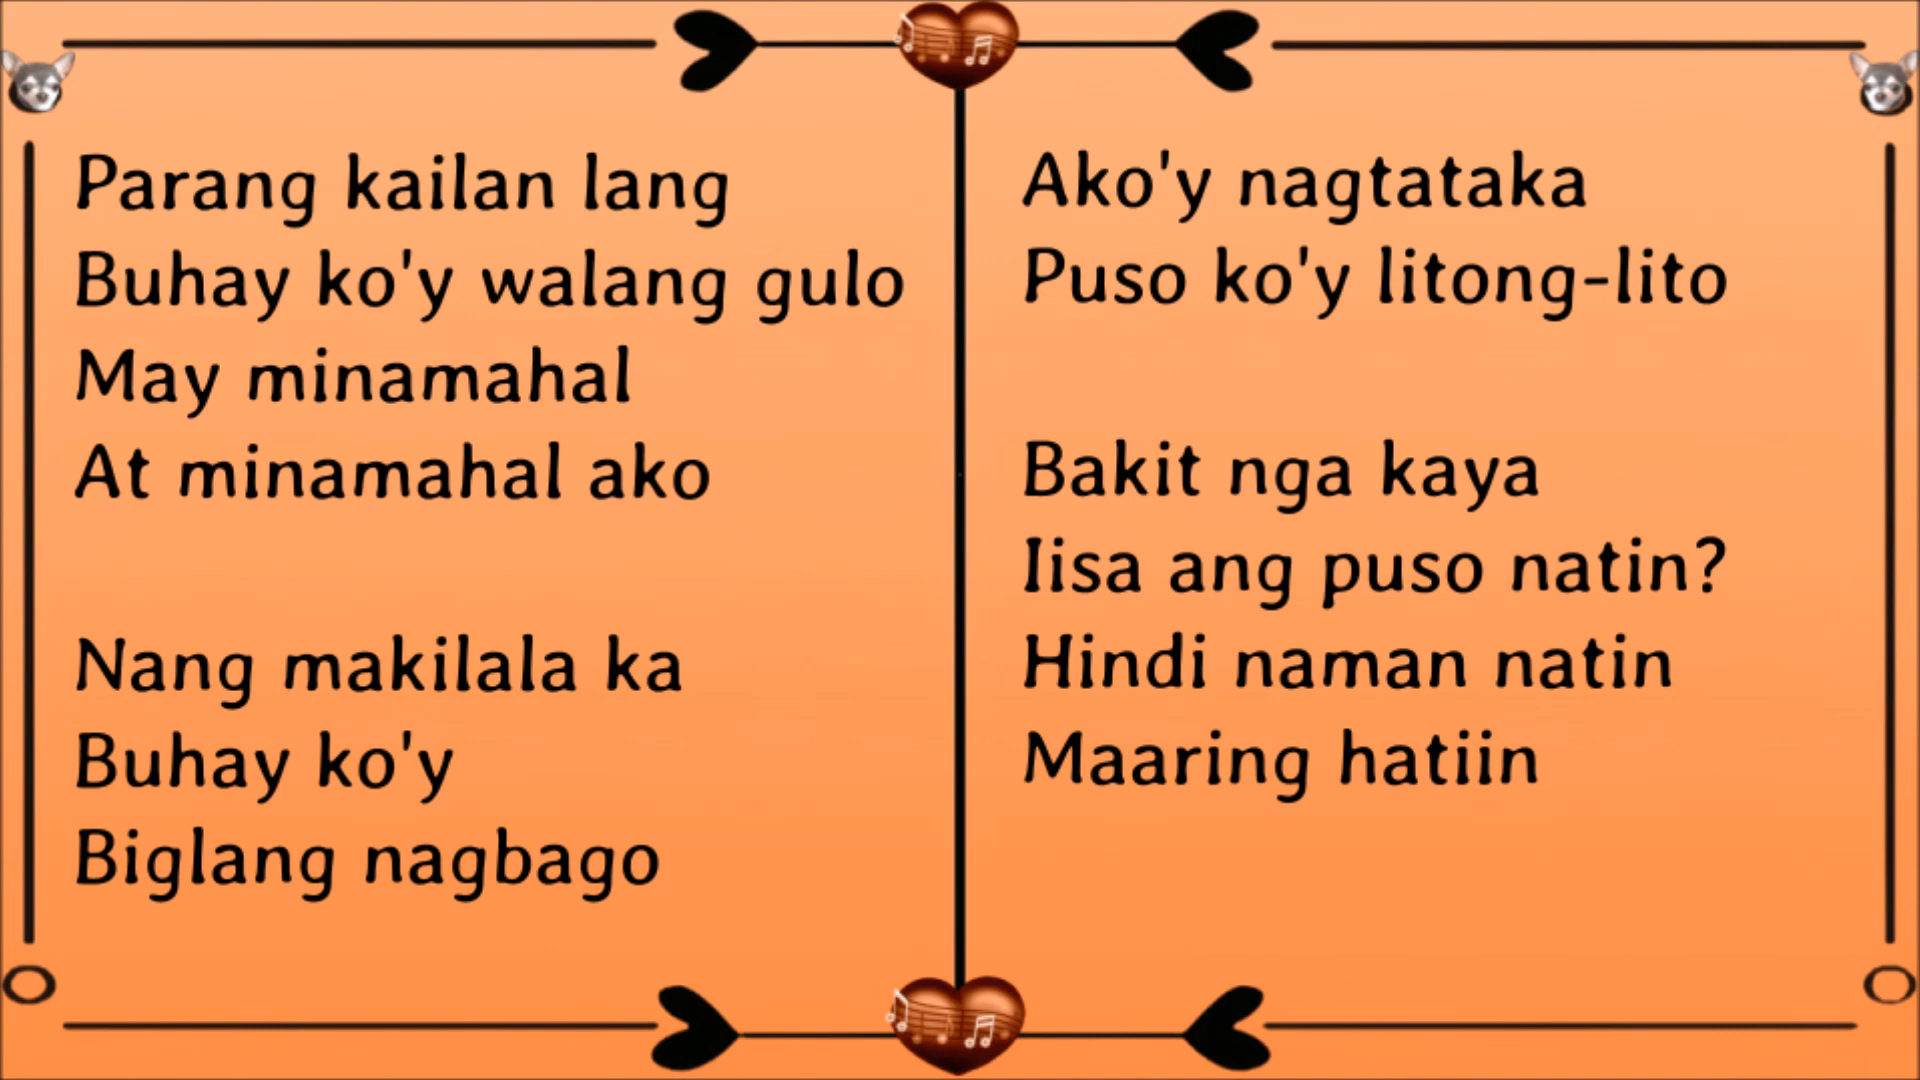 Parang kailan lang
Buhay ko'y walang gulo
May minamahal
At minamahal ako
Nang makilala ka
Buhay ko'y
Biglang nagbago
Ako'y nagtataka
Puso ko'y litong-lito
Bakit nga kaya
Iisa ang puso natin?
Hindi naman natin
Maaring hatiin